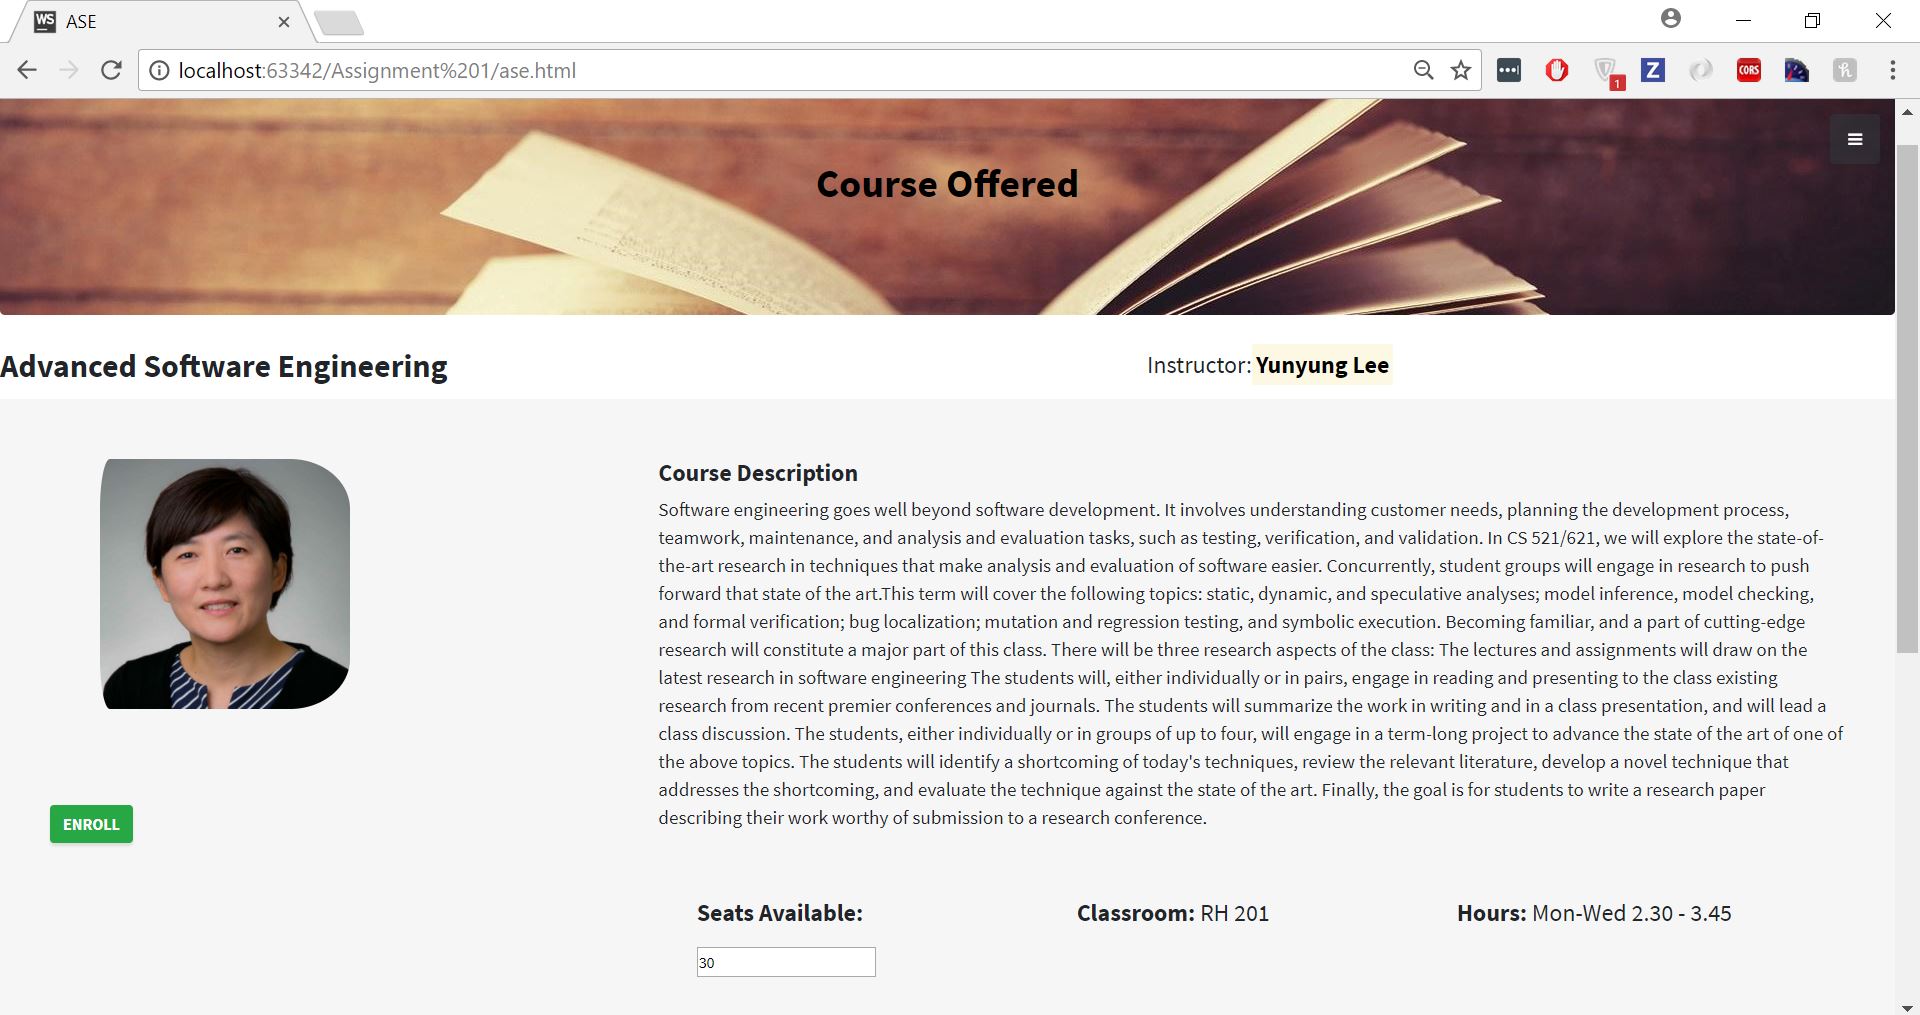 WS ASE
localhost:63342/Assignment%201/ase.html
Z
CORS
1
Course Offered
Advanced Software Engineering
Instructor: Yunyung Lee
Course Description
Software engineering goes well beyond software development. It involves understanding customer needs, planning the development process,
teamwork, maintenance, and analysis and evaluation tasks, such as testing, verification, and validation. In CS 521/621, we will explore the state-of-
the-art research in techniques that make analysis and evaluation of software easier. Concurrently, student groups will engage in research to push
forward that state of the art.This term will cover the following topics: static, dynamic, and speculative analyses; model inference, model checking,
and formal verification; bug localization; mutation and regression testing, and symbolic execution. Becoming familiar, and a part of cutting-edge
research will constitute a major part of this class. There will be three research aspects of the class: The lectures and assignments will draw on the
latest research in software engineering The students will, either individually or in pairs, engage in reading and presenting to the class existing
research from recent premier conferences and journals. The students will summarize the work in writing and in a class presentation, and will lead a
class discussion. The students, either individually or in groups of up to four, will engage in a term-long project to advance the state of the art of one of
the above topics. The students will identify a shortcoming of today's techniques, review the relevant literature, develop a novel technique that
addresses the shortcoming, and evaluate the technique against the state of the art. Finally, the goal is for students to write a research paper
describing their work worthy of submission to a research conference.
ENROLL
Seats Available:
Classroom: RH 201
Hours: Mon-Wed 2.30 - 3.45
30